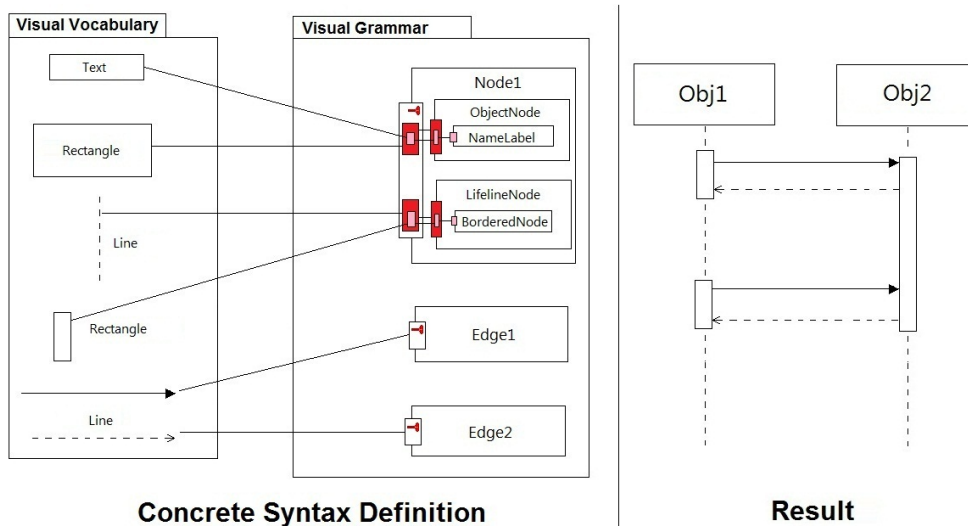 Visual Vocabulary
Text
Rectangle
Line
Rectangle
Line
Visual Grammar
Node1
ObjectNode
NameLabel
LifelineNode
BorderedNode
Edge1
Edge2
Concrete Syntax Definition
Obj1
Obj2
Result